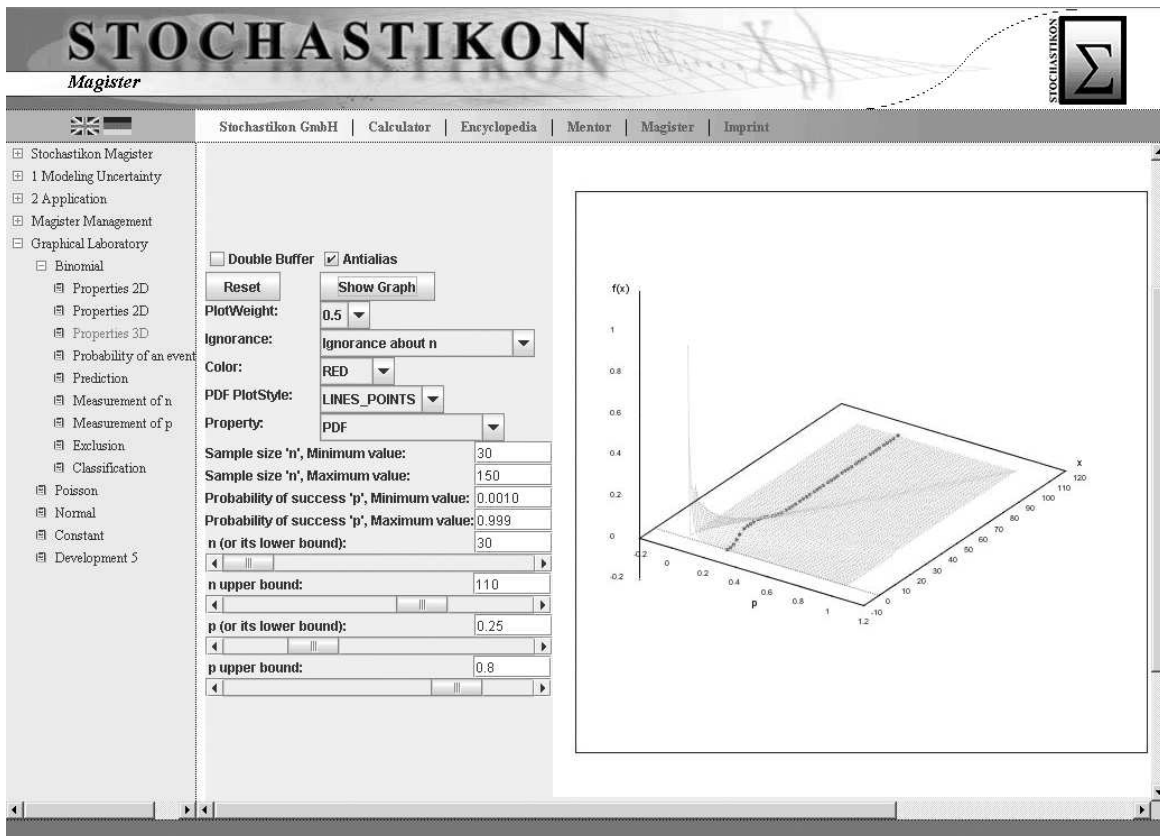 STOCHASTIKON
Magister
STOCHASTIKON
Σ
Stochastikon GmbH | Calculator | Encyclopedia | Mentor | Magister | Imprint
Stochastikon Magister
1 Modeling Uncertainty
2 Application
Magister Management
Graphical Laboratory
Binomial
Properties 2D
Properties 2D
Properties 3D
Probability of an event
Prediction
Measurement of n
Measurement of p
Exclusion
Classification
Poisson
Normal
Constant
Development 5
Double Buffer Antialias
Reset Show Graph
PlotWeight: 0.5
Ignorance: Ignorance about n
Color: RED
PDF PlotStyle: LINES_POINTS
Property: PDF
Sample size 'n', Minimum value: 30
Sample size 'n', Maximum value: 150
Probability of success 'p', Minimum value: 0.0010
Probability of success 'p', Maximum value: 0.999
n (or its lower bound): 30
n upper bound: 110
p (or its lower bound): 0.25
p upper bound: 0.8
f(x)
1
0.8
0.6
0.4
0.2
0
-0.2
-0.2
0
0.2
0.4
0.6
0.8
1
1.2
p
-10
0
10
20
30
40
50
60
70
80
90
100
110
120
x